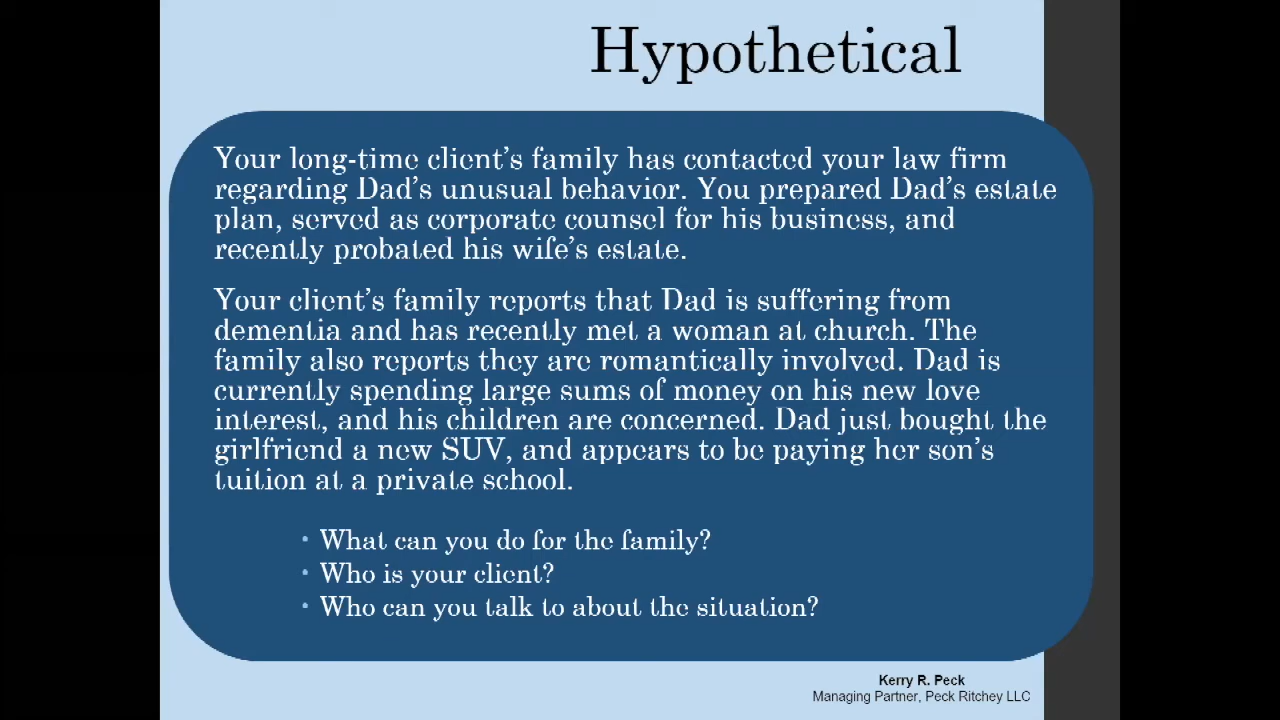 Hypothetical
Your long-time client's family has contacted your law firm
regarding Dad's unusual behavior. You prepared Dad's estate
plan, served as corporate counsel for his business, and
recently probated his wife's estate.
Your client's family reports that Dad is suffering from
dementia and has recently met a woman at church. The
family also reports they are romantically involved. Dad is
currently spending large sums of money on his new love
interest, and his children are concerned. Dad just bought the
girlfriend a new SUV, and appears to be paying her son's
tuition at a private school.
• What can you do for the family?
• Who is your client?
• Who can you talk to about the situation?
Kerry R. Peck
Managing Partner, Peck Ritchey LLC